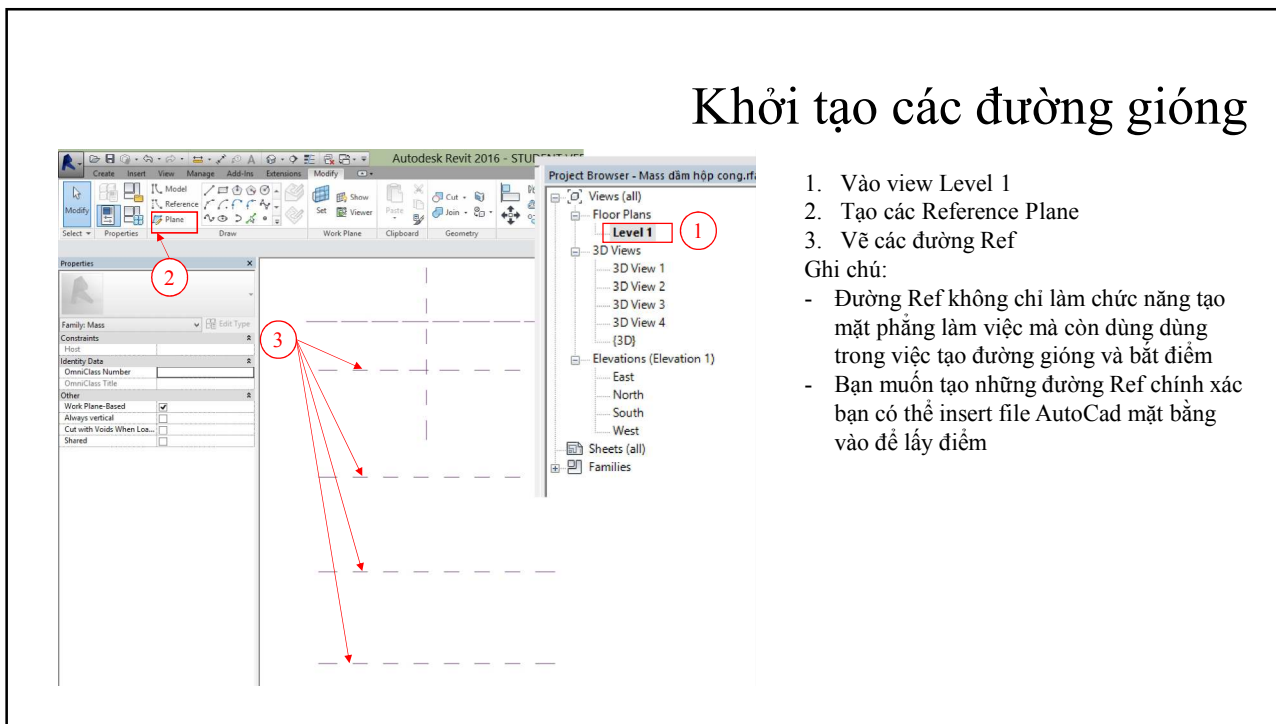 Khởi tạo các đường gióng
Autodesk Revit 2016 - STUDENT VER
Create Insert View Manage Add-Ins Extensions Modify
Modify
Model
Reference
Plane
Set
Show
Viewer
Paste
Cut
Join
Select Properties Draw Work Plane Clipboard Geometry
Properties
2
Family: Mass
Edit Type
Constraints
Host
Identity Data
OmniClass Number
OmniClass Title
Other
Work Plane-Based
Always vertical
Cut with Voids When Loa...
Shared
3
Project Browser - Mass dầm hộp cong.rfa
Views (all)
Floor Plans
Level 1
1
3D Views
3D View 1
3D View 2
3D View 3
3D View 4
{3D}
Elevations (Elevation 1)
East
North
South
West
Sheets (all)
Families
1. Vào view Level 1
2. Tạo các Reference Plane
3. Vẽ các đường Ref
Ghi chú:
- Đường Ref không chỉ làm chức năng tạo
mặt phẳng làm việc mà còn dùng dùng
trong việc tạo đường gióng và bắt điểm
- Bạn muốn tạo những đường Ref chính xác
bạn có thể insert file AutoCad mặt bằng
vào để lấy điểm